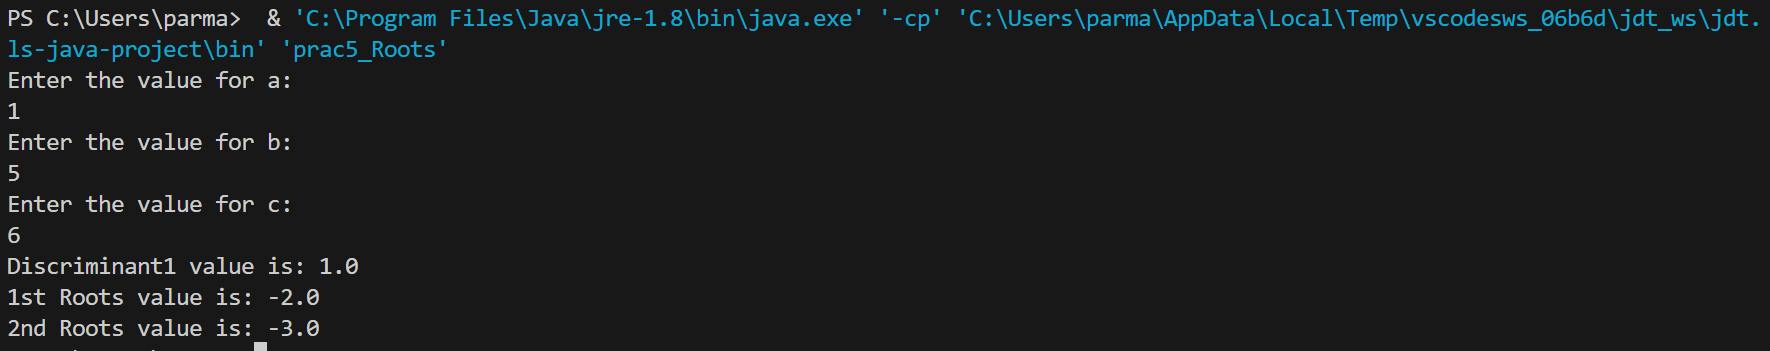 PS C:\Users\parma>  & 'C:\Program Files\Java\jre-1.8\bin\java.exe' '-cp' 'C:\Users\parma\AppData\Local\Temp\vscodesws_06b6d\jdt_ws\jdt.
ls-java-project\bin' 'prac5_Roots'
Enter the value for a:
1
Enter the value for b:
5
Enter the value for c:
6
Discriminant1 value is: 1.0
1st Roots value is: -2.0
2nd Roots value is: -3.0